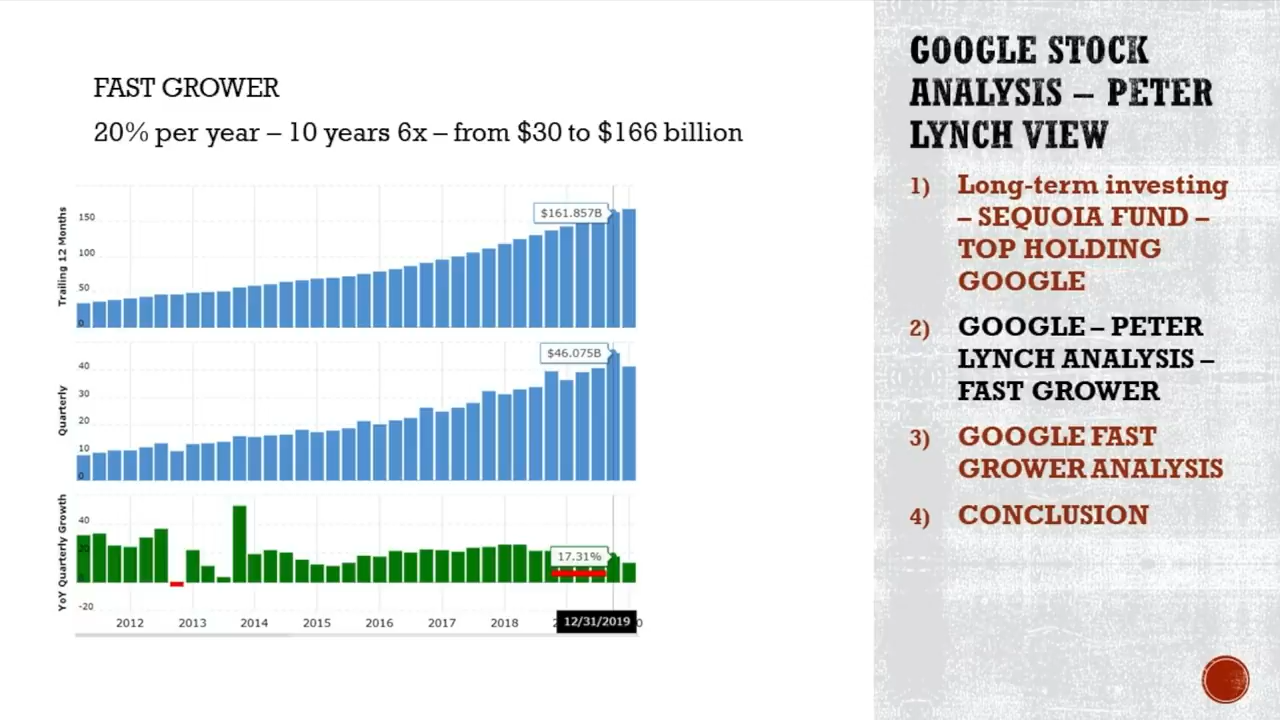 FAST GROWER
20% per year – 10 years 6x – from $30 to $166 billion
Trailing 12 Months
150
100
50
0
$161.857B
Quarterly
40
30
20
10
0
$46.075B
YoY Quarterly Growth
40
20
-20
17.31%
2012
2013
2014
2015
2016
2017
2018
12/31/2019
GOOGLE STOCK
ANALYSIS – PETER
LYNCH VIEW
1) Long-term investing
– SEQUOIA FUND –
TOP HOLDING
GOOGLE
2) GOOGLE – PETER
LYNCH ANALYSIS –
FAST GROWER
3) GOOGLE FAST
GROWER ANALYSIS
4) CONCLUSION